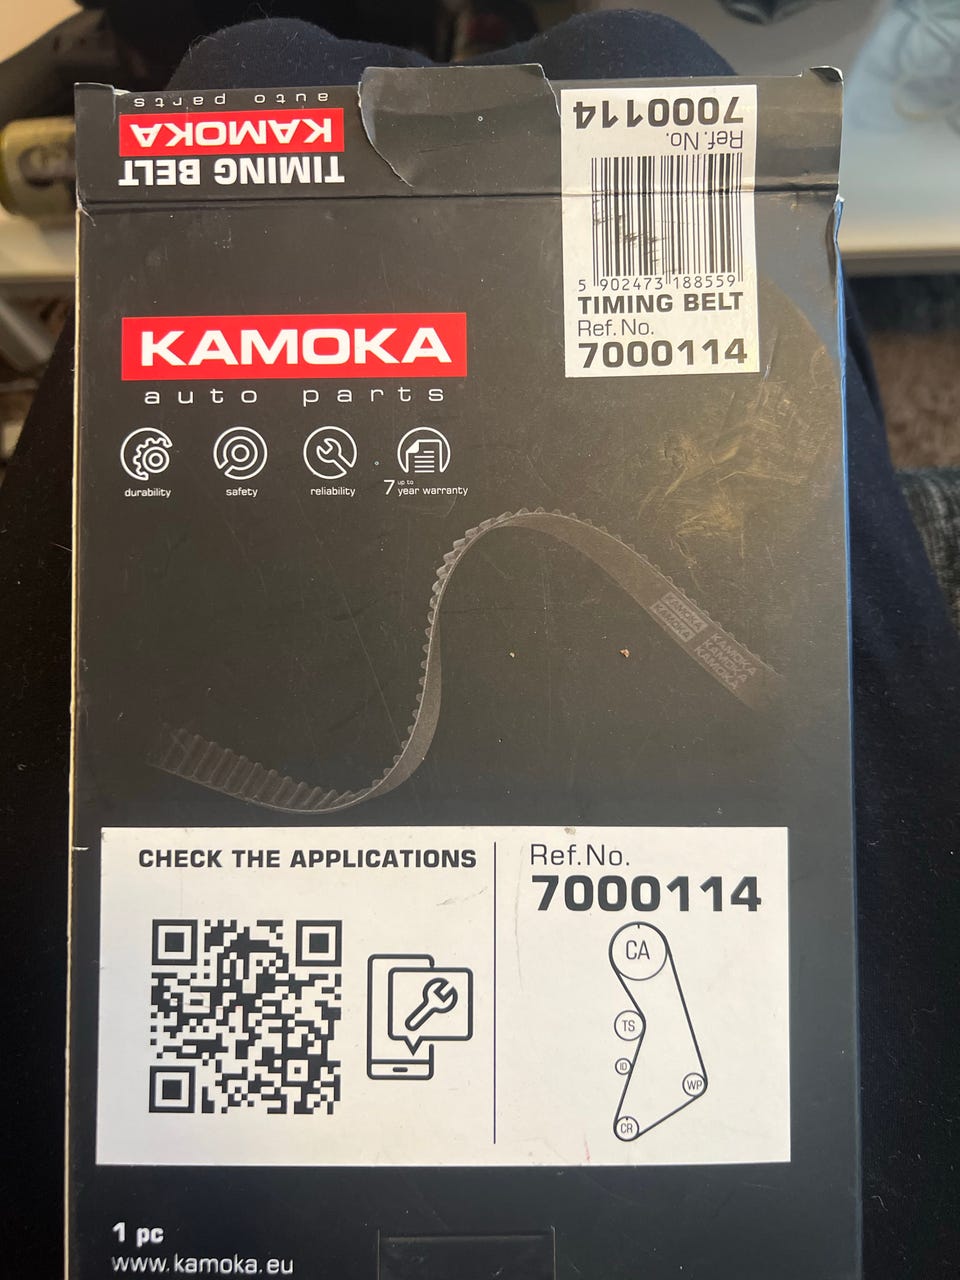 auto parts
KAMOKA
TIMING BELT
7000114
Ref.No.
5 902473 188559
TIMING BELT
Ref.No.
7000114
KAMOKA
auto parts
durability
safety
reliability
7 up to year warranty
KAMOKA
KAMOKA
KAMOKA
KAMOKA
KAMOKA
CHECK THE APPLICATIONS
Ref.No.
7000114
CA
TS
ID
WP
CR
1 pc
www.kamoka.eu